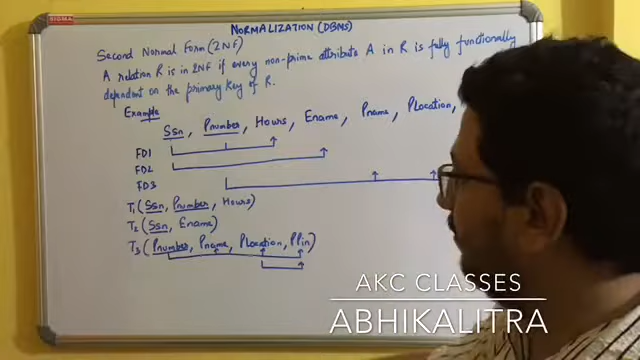 SIGMA
NORMALIZATION (DBMS)
Second Normal Form (2NF)
A relation R is in 2NF if every non-prime attribute A in R is fully functionally
dependent on the primary key of R.
Example
Ssn, Pnumber, Hours, Ename, Pname, PLocation,
FD1
FD2
FD3
T1 (Ssn, Pnumber, Hours)
T2 (Ssn, Ename)
T3 (Pnumber, Pname, PLocation, PPin)
AKC CLASSES
ABHIKALITRA